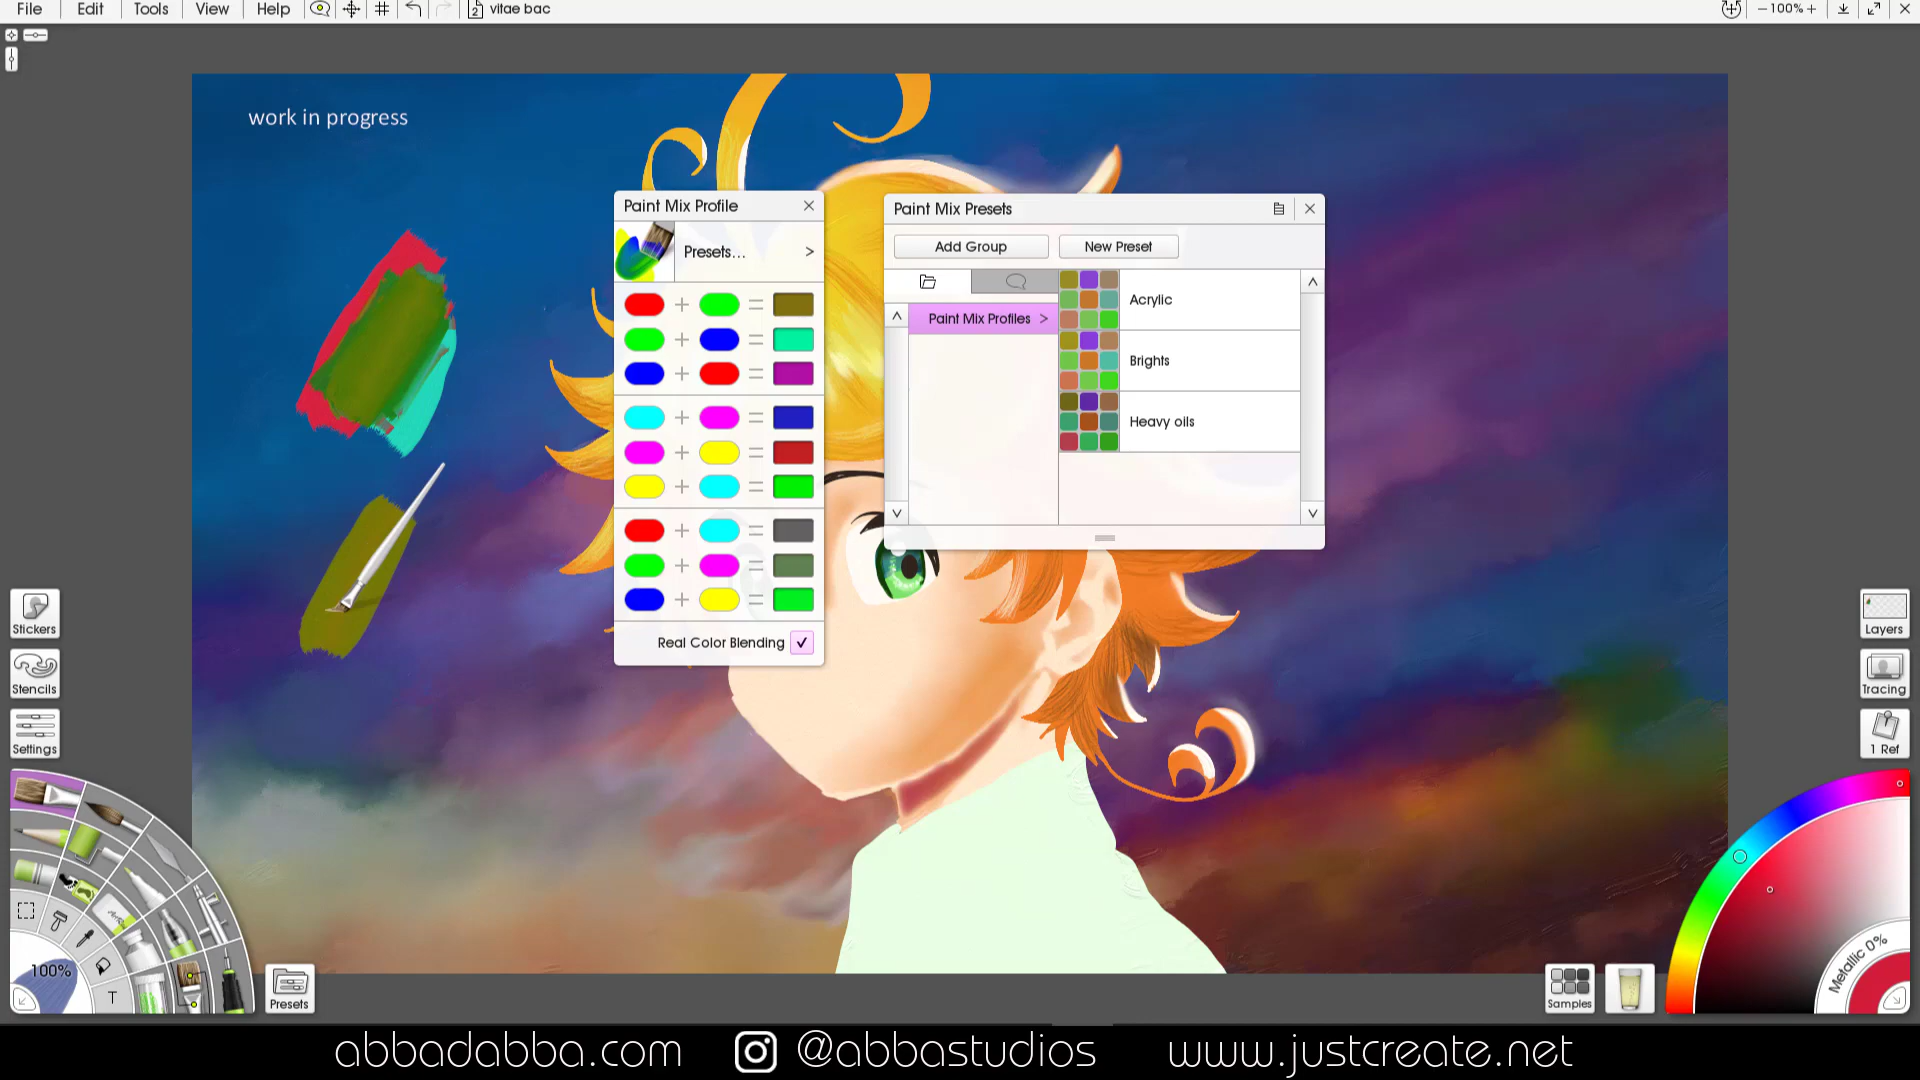 File Edit Tools View Help 2 vitae bac 100%
work in progress
Paint Mix Profile
Presets...
Real Color Blending
Paint Mix Presets
Add Group New Preset
Paint Mix Profiles
Acrylic
Brights
Heavy oils
Stickers
Stencils
Settings
100%
T
Presets
Layers
Tracing
1 Ref
Samples
Metallic 0%
abbadabba.com @abbastudios www.justcreate.net